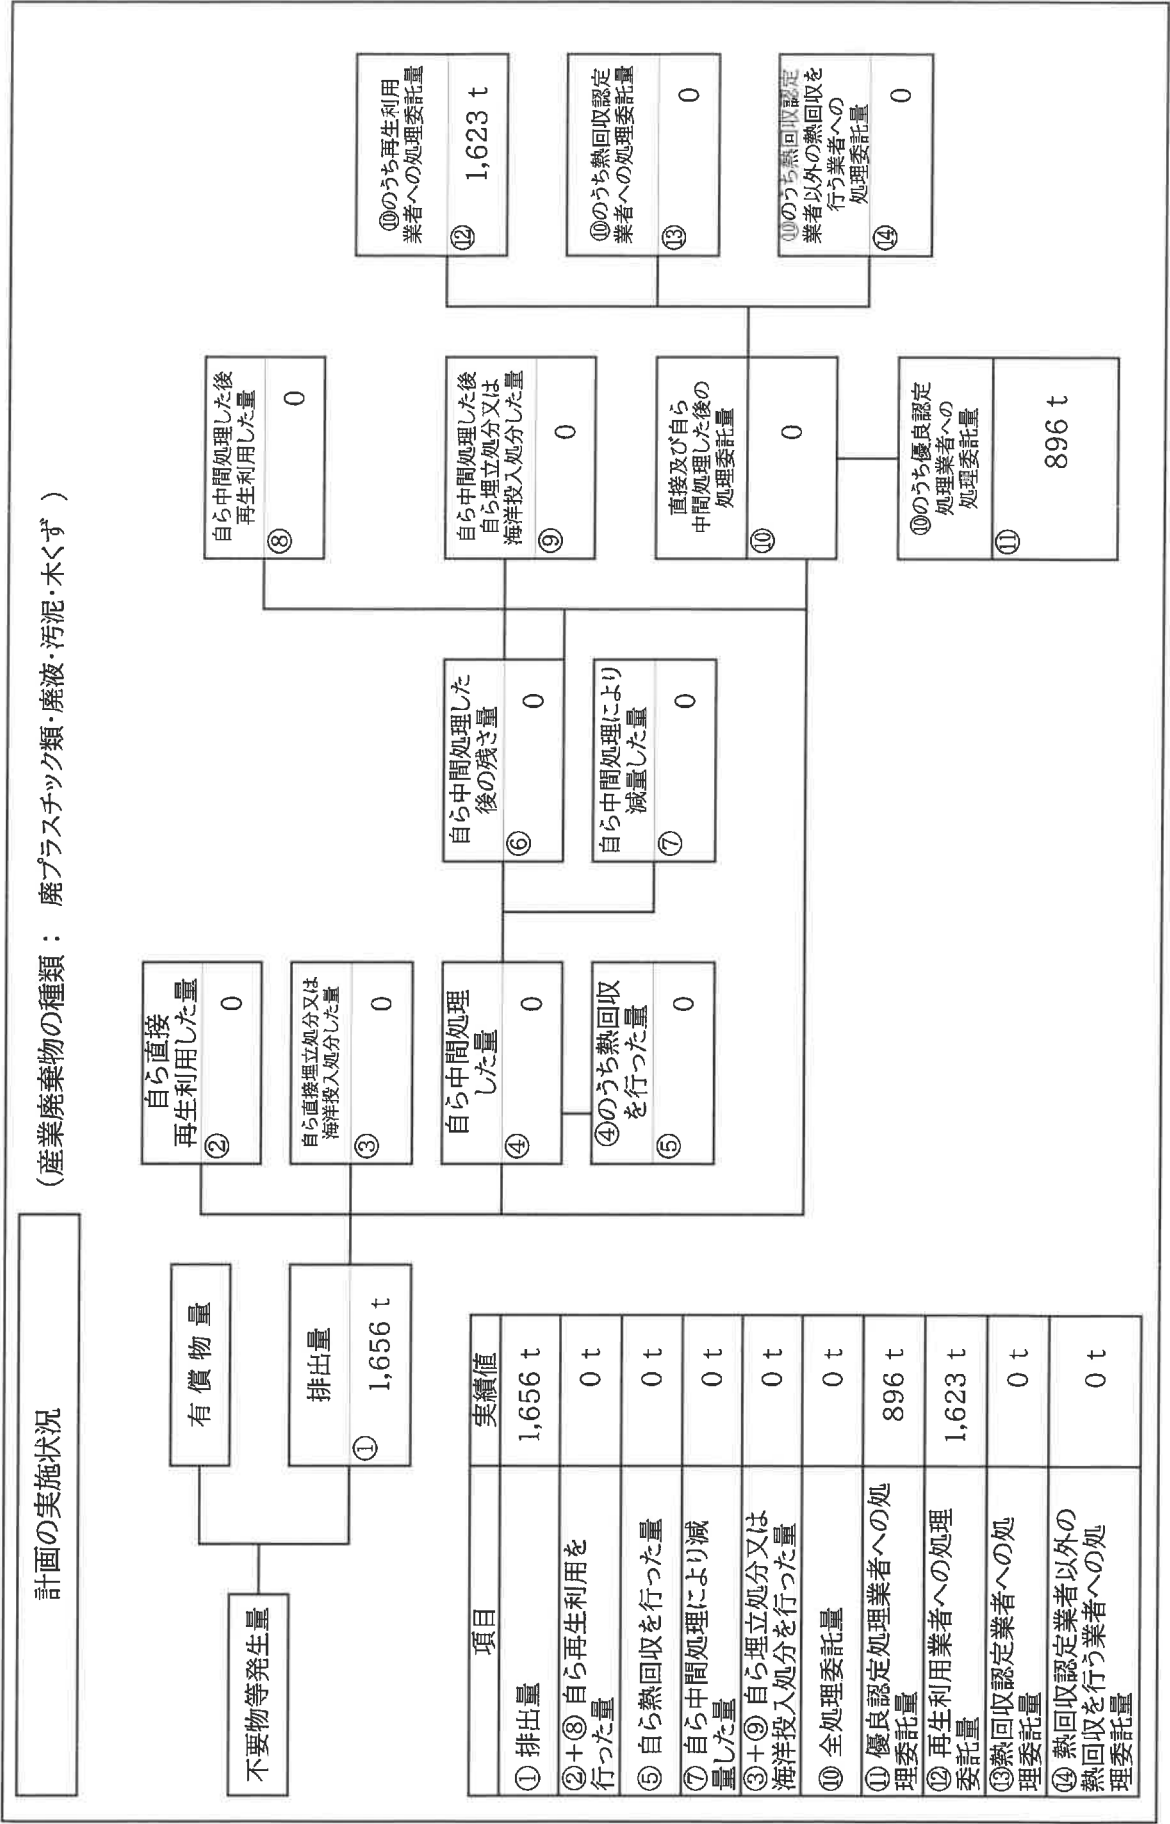 計画の実施状況
(産業廃棄物の種類： 廃プラスチック類・廃液・汚泥・木くず )
不要物等発生量
有償物量
排出量
① 1,656 t
自ら直接
再生利用した量
② 0
自ら直接埋立処分又は
海洋投入処分した量
③ 0
自ら中間処理
した量
④ 0
④のうち熱回収
を行った量
⑤ 0
自ら中間処理した
後の残さ量
⑥ 0
自ら中間処理により
減量した量
⑦ 0
自ら中間処理した後
再生利用した量
⑧ 0
自ら中間処理した後
自ら埋立処分又は
海洋投入処分した量
⑨ 0
直接及び自ら
中間処理した後の
処理委託量
⑩ 0
⑩のうち優良認定
処理業者への
処理委託量
⑪ 896 t
⑩のうち再生利用
業者への処理委託量
⑫ 1,623 t
⑩のうち熱回収認定
業者への処理委託量
⑬ 0
⑩のうち熱回収認定
業者以外の熱回収を
行う業者への
処理委託量
⑭ 0
項目 実績値
① 排出量 1,656 t
②+⑧ 自ら再生利用を
行った量 0 t
⑤ 自ら熱回収を行った量 0 t
⑦ 自ら中間処理により減
量した量 0 t
③+⑨ 自ら埋立処分又は
海洋投入処分を行った量 0 t
⑩ 全処理委託量 0 t
⑪ 優良認定処理業者への処
理委託量 896 t
⑫ 再生利用業者への処理
委託量 1,623 t
⑬熱回収認定業者への処
理委託量 0 t
⑭ 熱回収認定業者以外の
熱回収を行う業者への処
理委託量 0 t